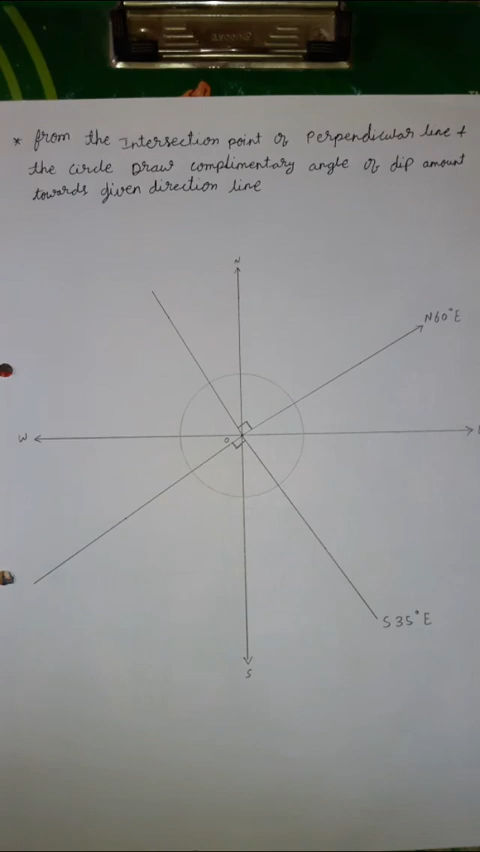 * from the Intersection point of Perpendicular line +
the circle Draw complimentary angle of dip amount
towards given direction line
N
N60°E
W
O
S35°E
S